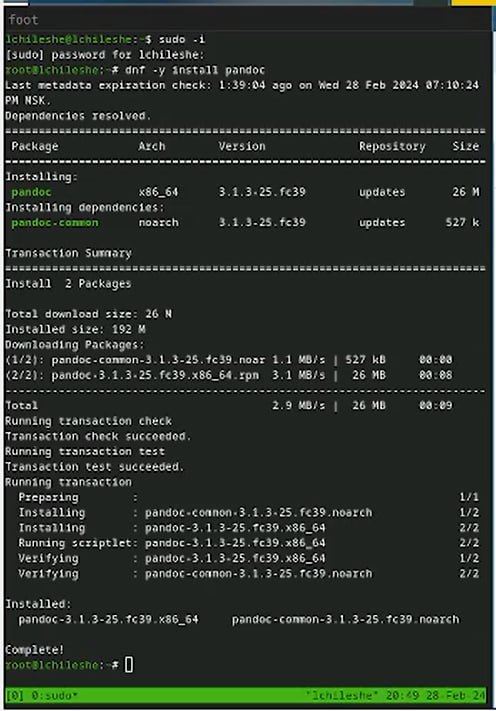 foot
lchileshe@lchileshe:~$ sudo -i
[sudo] password for lchileshe:
root@lchileshe:~# dnf -y install pandoc
Last metadata expiration check: 1:39:04 ago on Wed 28 Feb 2024 07:10:24
PM MSK.
Dependencies resolved.
Package Arch Version Repository Size
Installing:
pandoc x86_64 3.1.3-25.fc39 updates 26 M
Installing dependencies:
pandoc-common noarch 3.1.3-25.fc39 updates 527 k
Transaction Summary
Install 2 Packages
Total download size: 26 M
Installed size: 192 M
Downloading Packages:
(1/2): pandoc-common-3.1.3-25.fc39.noar 1.1 MB/s | 527 kB 00:00
(2/2): pandoc-3.1.3-25.fc39.x86_64.rpm 3.1 MB/s | 26 MB 00:08
Total 2.9 MB/s | 26 MB 00:09
Running transaction check
Transaction check succeeded.
Running transaction test
Transaction test succeeded.
Running transaction
Preparing : 1/1
Installing : pandoc-common-3.1.3-25.fc39.noarch 1/2
Installing : pandoc-3.1.3-25.fc39.x86_64 2/2
Running scriptlet: pandoc-3.1.3-25.fc39.x86_64 2/2
Verifying : pandoc-3.1.3-25.fc39.x86_64 1/2
Verifying : pandoc-common-3.1.3-25.fc39.noarch 2/2
Installed:
pandoc-3.1.3-25.fc39.x86_64 pandoc-common-3.1.3-25.fc39.noarch
Complete!
root@lchileshe:~#
[0] 0:sudo* "lchileshe" 20:49 28-Feb-24